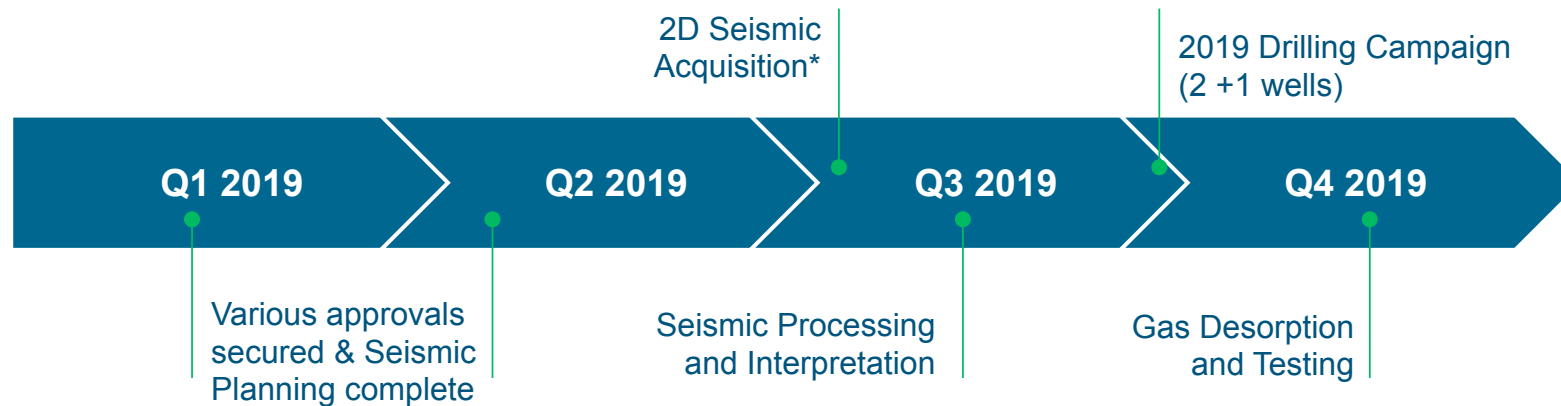 2D Seismic
Acquisition*
2019 Drilling Campaign
(2 +1 wells)
Q1 2019
Q2 2019
Q3 2019
Q4 2019
Various approvals
secured & Seismic
Planning complete
Seismic Processing
and Interpretation
Gas Desorption
and Testing